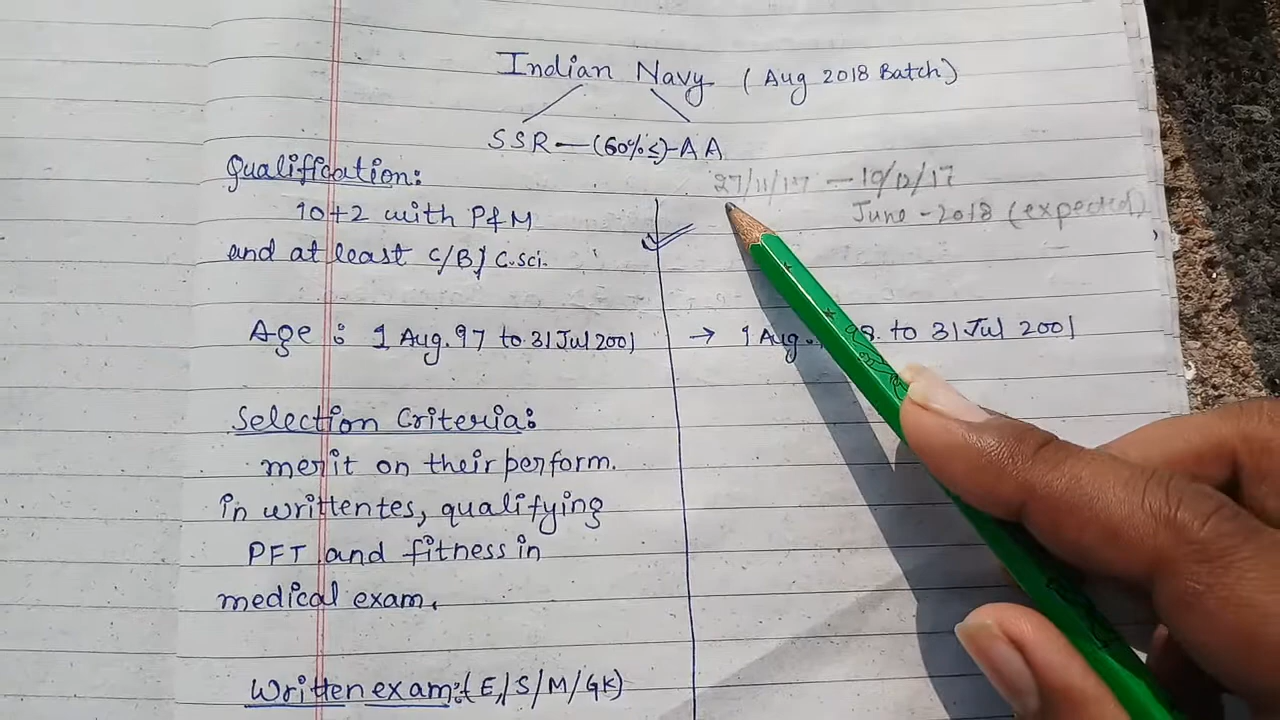 Indian Navy (Aug 2018 Batch)
SSR — (60%≤) - AA
Qualification:
27/11/17 — 10/12/17
10+2 with P&M
June - 2018 (expected)
and at least C/B/C.sci.
Age : 1 Aug. 97 to 31 Jul 2001 → 1 Aug. 98 to 31 Jul 2001
Selection Criteria:
merit on their perform.
in writtentes, qualifying
PFT and fitness in
medical exam.
Written exam:(E/S/M/GK)